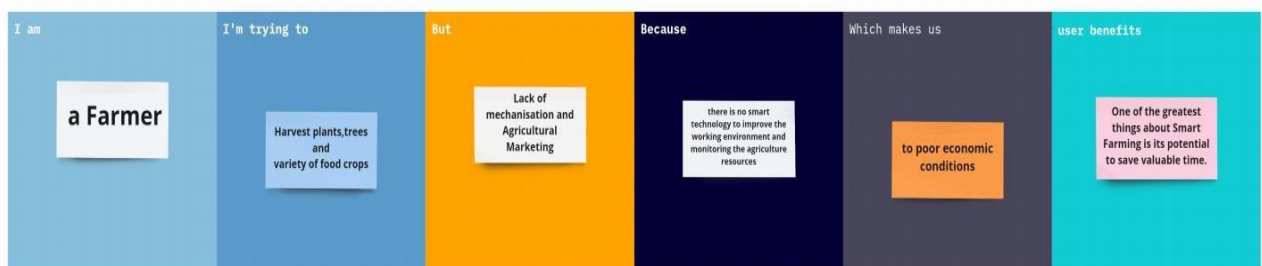 I am
a Farmer
I'm trying to
Harvest plants,trees
and
variety of food crops
But
Lack of
mechanisation and
Agricultural
Marketing
Because
there is no smart
technology to improve the
working environment and
monitoring the agriculture
resources
Which makes us
to poor economic
conditions
user benefits
One of the greatest
things about Smart
Farming is its potential
to save valuable time.